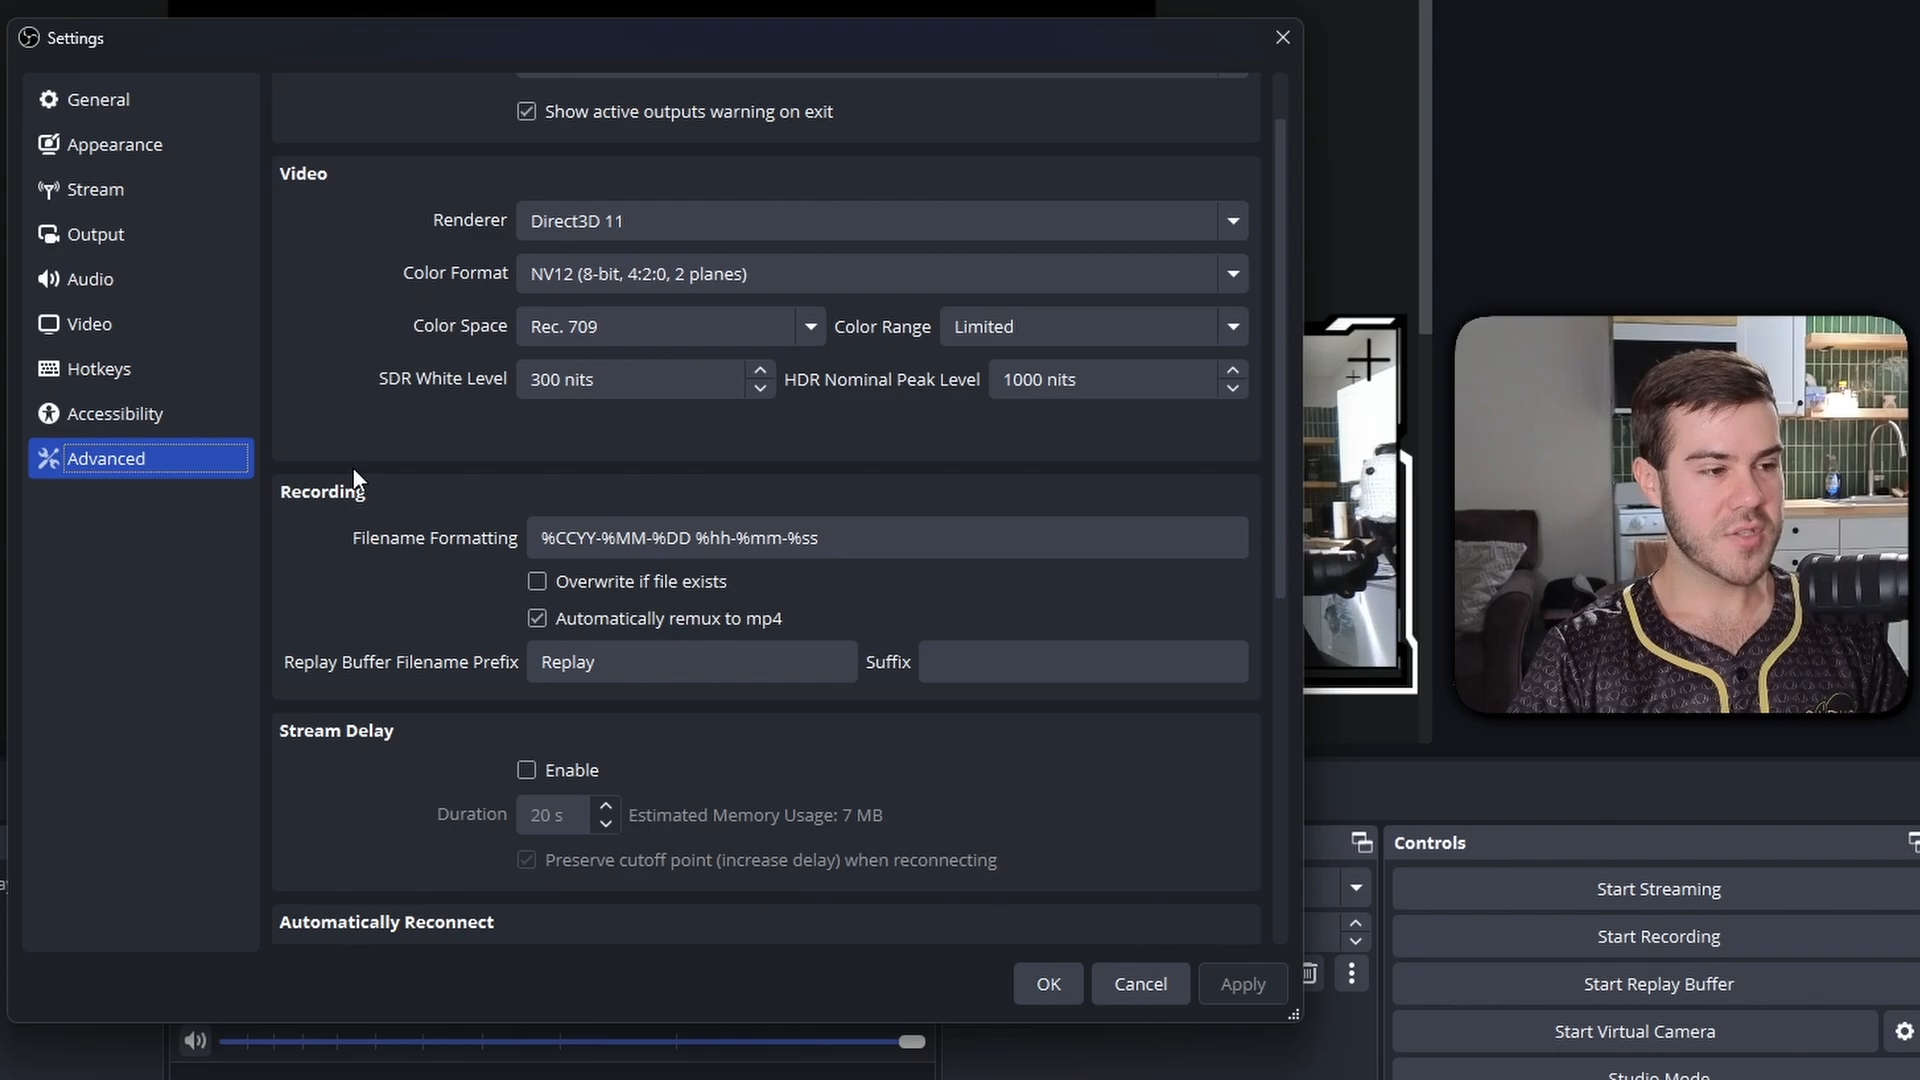 Settings
General
Appearance
Stream
Output
Audio
Video
Hotkeys
Accessibility
Advanced
Show active outputs warning on exit
Video
Renderer Direct3D 11
Color Format NV12 (8-bit, 4:2:0, 2 planes)
Color Space Rec. 709 Color Range Limited
SDR White Level 300 nits HDR Nominal Peak Level 1000 nits
Recording
Filename Formatting %CCYY-%MM-%DD %hh-%mm-%ss
Overwrite if file exists
Automatically remux to mp4
Replay Buffer Filename Prefix Replay Suffix
Stream Delay
Enable
Duration 20 s Estimated Memory Usage: 7 MB
Preserve cutoff point (increase delay) when reconnecting
Automatically Reconnect
OK Cancel Apply
Controls
Start Streaming
Start Recording
Start Replay Buffer
Start Virtual Camera
Studio Mode